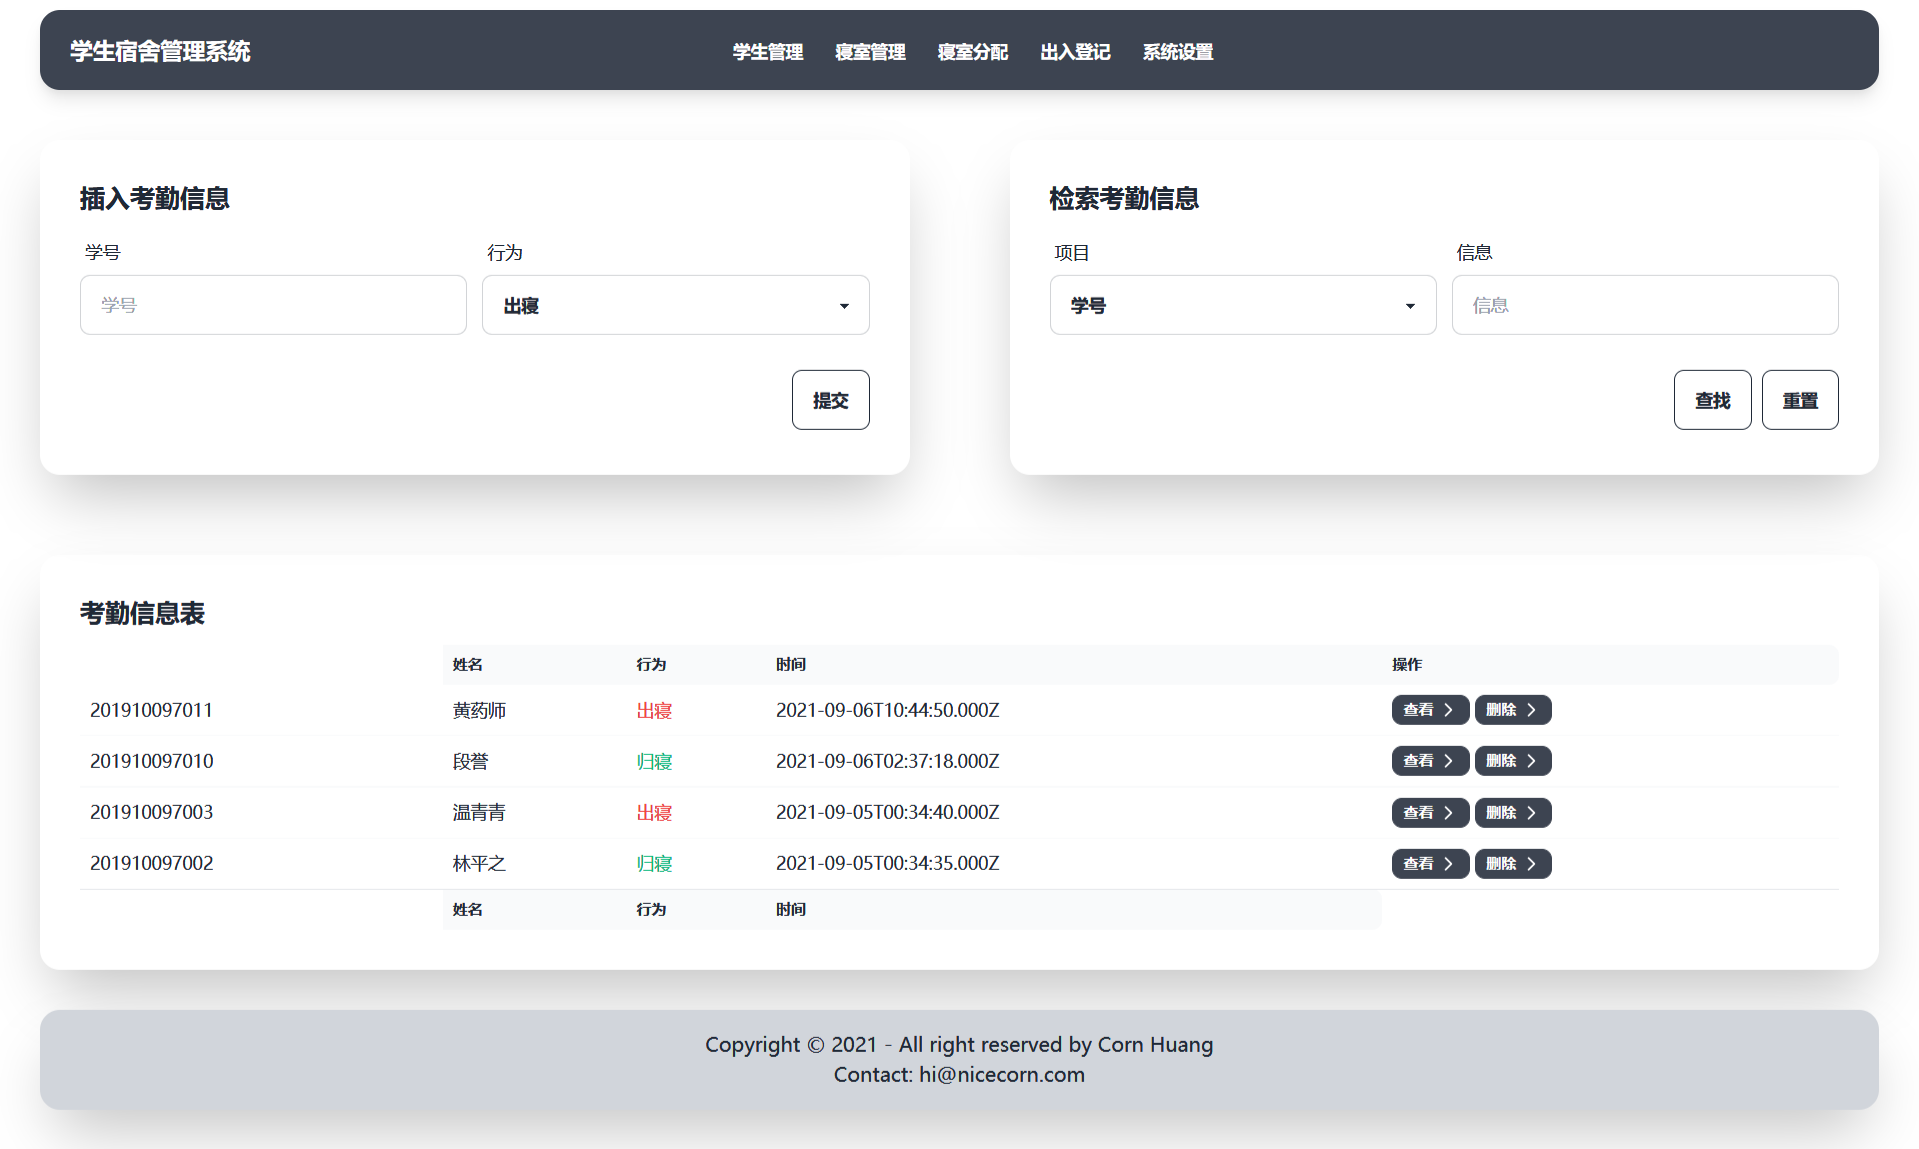 学生宿舍管理系统
学生管理 寝室管理 寝室分配 出入登记 系统设置
插入考勤信息
学号 行为
学号 出寝
提交
检索考勤信息
项目 信息
学号 信息
查找 重置
考勤信息表
姓名 行为 时间 操作
201910097011 黄药师 出寝 2021-09-06T10:44:50.000Z 查看 删除
201910097010 段誉 归寝 2021-09-06T02:37:18.000Z 查看 删除
201910097003 温青青 出寝 2021-09-05T00:34:40.000Z 查看 删除
201910097002 林平之 归寝 2021-09-05T00:34:35.000Z 查看 删除
姓名 行为 时间
Copyright © 2021 - All right reserved by Corn Huang
Contact: hi@nicecorn.com